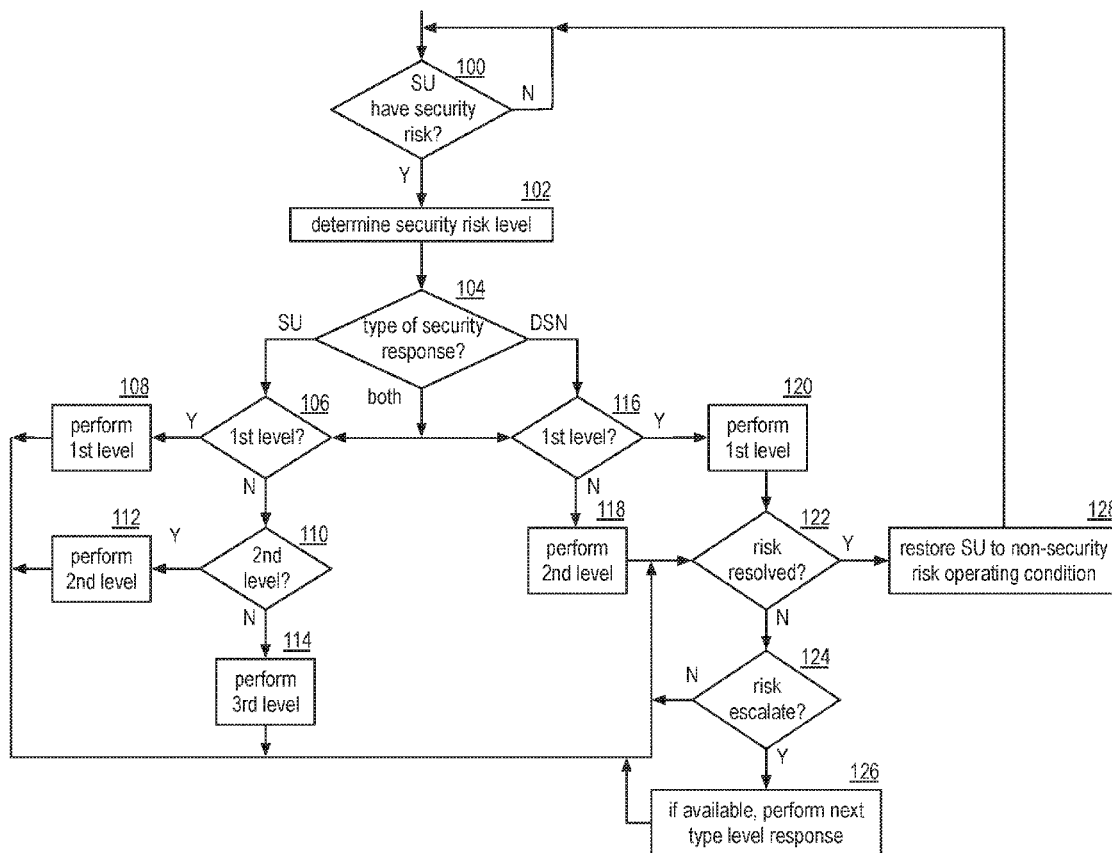 100
SU
have security
risk?
N
Y
102
determine security risk level
104
SU
type of security
response?
DSN
both
108
perform
1st level
Y
106
1st level?
N
116
1st level?
Y
N
120
perform
1st level
112
perform
2nd level
Y
110
2nd
level?
N
118
perform
2nd level
122
risk
resolved?
Y
N
128
restore SU to non-security
risk operating condition
114
perform
3rd level
124
N
risk
escalate?
Y
126
if available, perform next
type level response